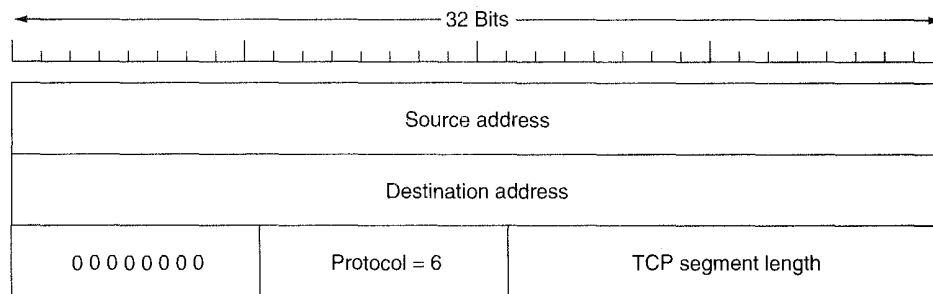 32 Bits
Source address
Destination address
0 0 0 0 0 0 0 0 Protocol = 6 TCP segment length